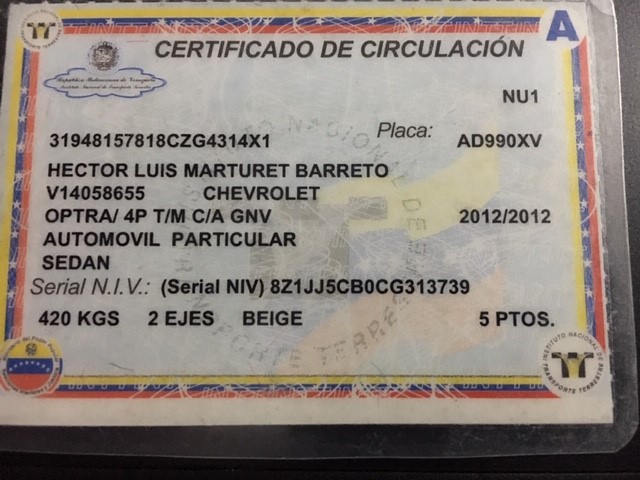 A
CERTIFICADO DE CIRCULACIÓN
República Bolivariana de Venezuela
Instituto Nacional de Transporte Terrestre
NU1
31948157818CZG4314X1 Placa: AD990XV
HECTOR LUIS MARTURET BARRETO
V14058655 CHEVROLET
OPTRA/ 4P T/M C/A GNV 2012/2012
AUTOMOVIL PARTICULAR
SEDAN
Serial N.I.V.: (Serial NIV) 8Z1JJ5CB0CG313739
420 KGS 2 EJES BEIGE 5 PTOS.
INSTITUTO NACIONAL DE TRANSPORTE TERRESTRE